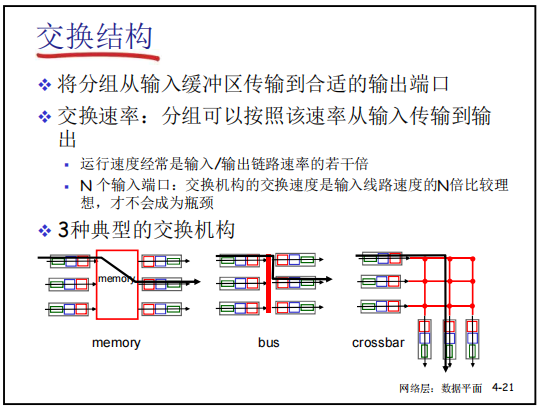 交换结构
将分组从输入缓冲区传输到合适的输出端口
交换速率：分组可以按照该速率从输入传输到输
出
运行速度经常是输入/输出链路速率的若干倍
N 个输入端口：交换机构的交换速度是输入线路速度的N倍比较理
想，才不会成为瓶颈
3种典型的交换机构
memory
memory
bus
crossbar
网络层：数据平面 4-21